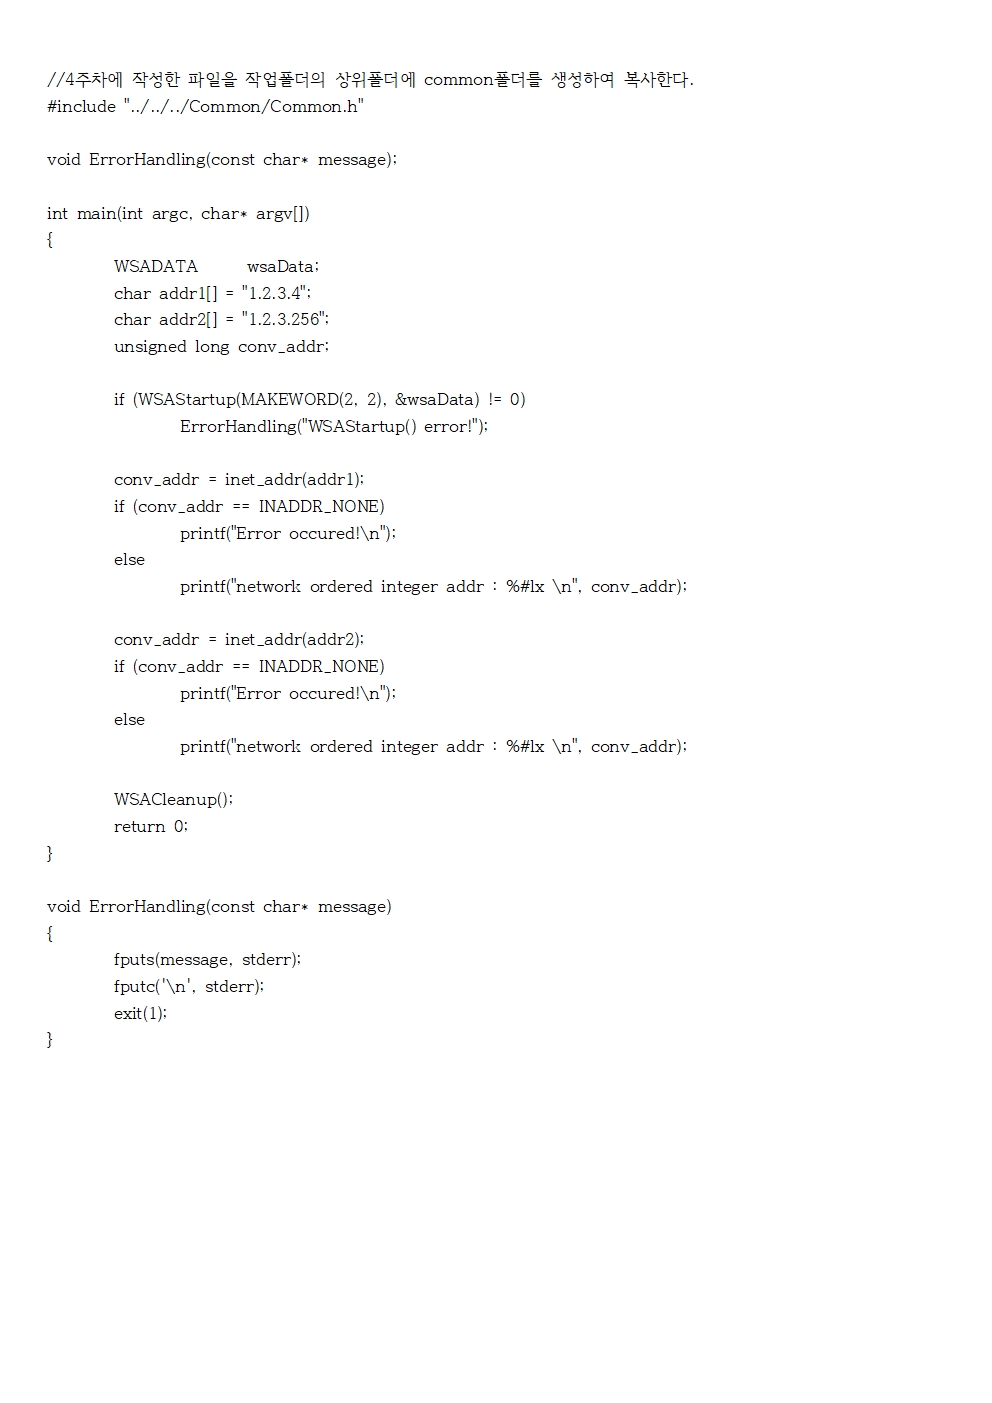 //4주차에 작성한 파일을 작업폴더의 상위폴더에 common폴더를 생성하여 복사한다.
#include "../../../Common/Common.h"
void ErrorHandling(const char* message);
int main(int argc, char* argv[])
{
WSADATA wsaData;
char addr1[] = "1.2.3.4";
char addr2[] = "1.2.3.256";
unsigned long conv_addr;
if (WSAStartup(MAKEWORD(2, 2), &wsaData) != 0)
ErrorHandling("WSAStartup() error!");
conv_addr = inet_addr(addr1);
if (conv_addr == INADDR_NONE)
printf("Error occured!\n");
else
printf("network ordered integer addr : %#lx \n", conv_addr);
conv_addr = inet_addr(addr2);
if (conv_addr == INADDR_NONE)
printf("Error occured!\n");
else
printf("network ordered integer addr : %#lx \n", conv_addr);
WSACleanup();
return 0;
}
void ErrorHandling(const char* message)
{
fputs(message, stderr);
fputc('\n', stderr);
exit(1);
}